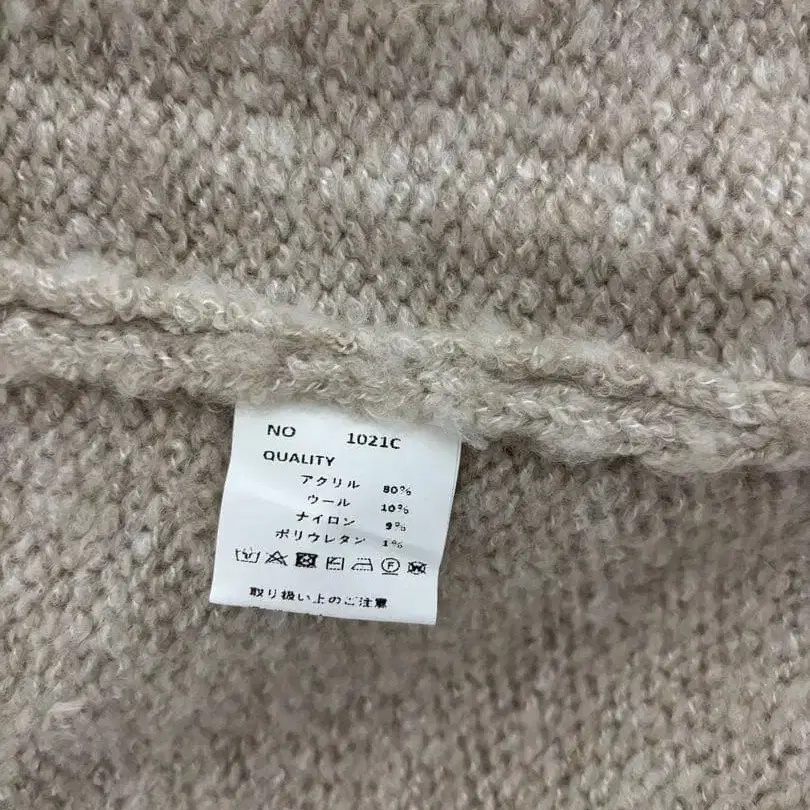 NO 1021C
QUALITY
アクリル 80%
ウール 10%
ナイロン 9%
ポリウレタン 1%
取り扱い上のご注意